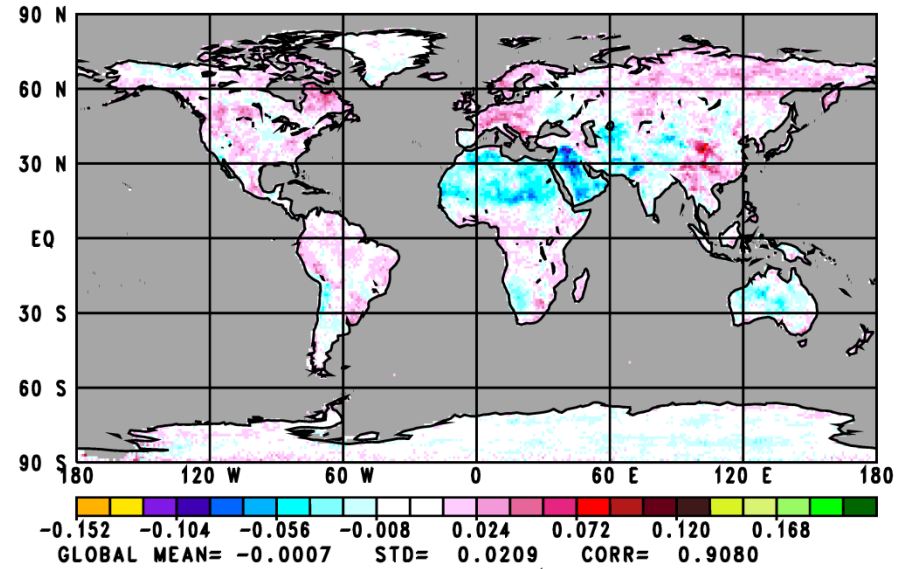 90 N
60 N
30 N
EQ
30 S
60 S
90 S
180 120 W 60 W 0 60 E 120 E 180
-0.152 -0.104 -0.056 -0.008 0.024 0.072 0.120 0.168
GLOBAL MEAN= -0.0007 STD= 0.0209 CORR= 0.9080